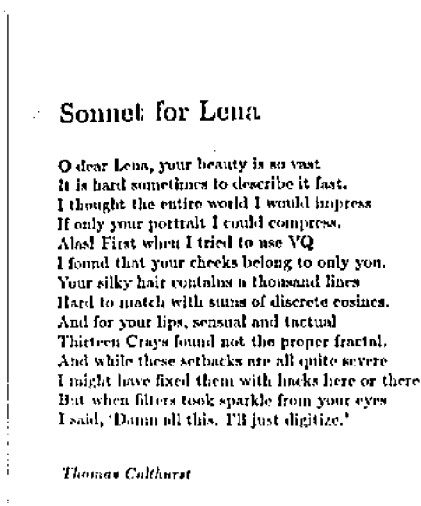 Sonnet for Lena
O dear Lena, your beauty is so vast
It is hard sometimes to describe it fast.
I thought the entire world I would impress
If only your portrait I could compress.
Alas! First when I tried to use VQ
I found that your cheeks belong to only you.
Your silky hair contains a thousand lines
Hard to match with sums of discrete cosines.
And for your lips, sensual and tactual
Thirteen Crays found not the proper fractal.
And while these setbacks are all quite severe
I might have fixed them with hacks here or there
But when filters took sparkle from your eyes
I said, 'Damn all this. I'll just digitize.'
Thomas Colthurst